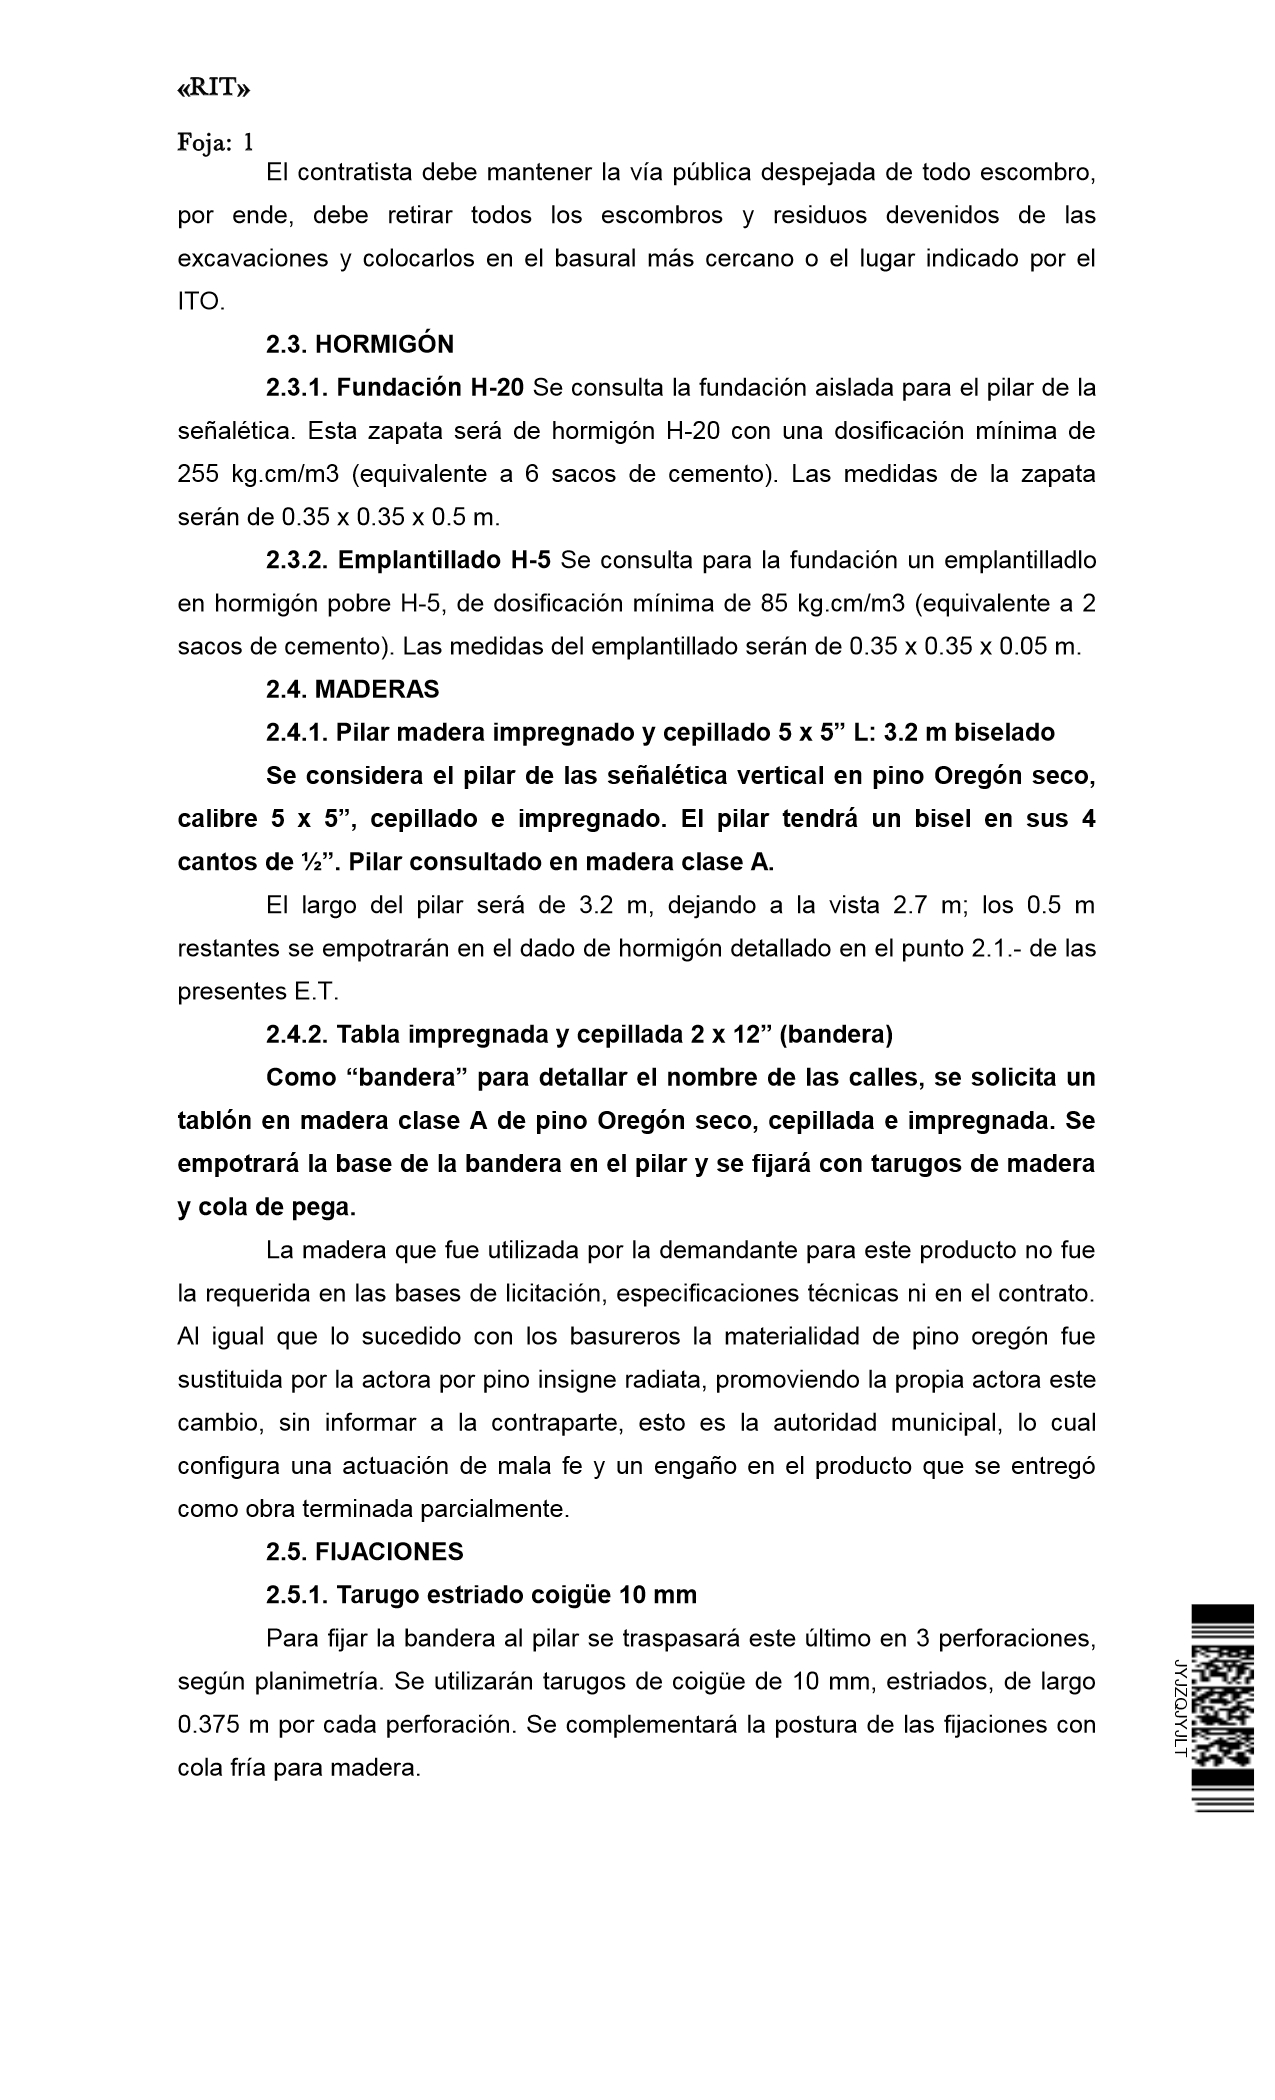 «RIT»
Foja: 1
El contratista debe mantener la vía pública despejada de todo escombro,
por ende, debe retirar todos los escombros y residuos devenidos de las
excavaciones y colocarlos en el basural más cercano o el lugar indicado por el
ITO.
2.3. HORMIGÓN
2.3.1. Fundación H-20 Se consulta la fundación aislada para el pilar de la
señalética. Esta zapata será de hormigón H-20 con una dosificación mínima de
255 kg.cm/m3 (equivalente a 6 sacos de cemento). Las medidas de la zapata
serán de 0.35 x 0.35 x 0.5 m.
2.3.2. Emplantillado H-5 Se consulta para la fundación un emplantilladlo
en hormigón pobre H-5, de dosificación mínima de 85 kg.cm/m3 (equivalente a 2
sacos de cemento). Las medidas del emplantillado serán de 0.35 x 0.35 x 0.05 m.
2.4. MADERAS
2.4.1. Pilar madera impregnado y cepillado 5 x 5” L: 3.2 m biselado
Se considera el pilar de las señalética vertical en pino Oregón seco,
calibre 5 x 5”, cepillado e impregnado. El pilar tendrá un bisel en sus 4
cantos de ½”. Pilar consultado en madera clase A.
El largo del pilar será de 3.2 m, dejando a la vista 2.7 m; los 0.5 m
restantes se empotrarán en el dado de hormigón detallado en el punto 2.1.- de las
presentes E.T.
2.4.2. Tabla impregnada y cepillada 2 x 12” (bandera)
Como “bandera” para detallar el nombre de las calles, se solicita un
tablón en madera clase A de pino Oregón seco, cepillada e impregnada. Se
empotrará la base de la bandera en el pilar y se fijará con tarugos de madera
y cola de pega.
La madera que fue utilizada por la demandante para este producto no fue
la requerida en las bases de licitación, especificaciones técnicas ni en el contrato.
Al igual que lo sucedido con los basureros la materialidad de pino oregón fue
sustituida por la actora por pino insigne radiata, promoviendo la propia actora este
cambio, sin informar a la contraparte, esto es la autoridad municipal, lo cual
configura una actuación de mala fe y un engaño en el producto que se entregó
como obra terminada parcialmente.
2.5. FIJACIONES
2.5.1. Tarugo estriado coigüe 10 mm
Para fijar la bandera al pilar se traspasará este último en 3 perforaciones,
según planimetría. Se utilizarán tarugos de coigüe de 10 mm, estriados, de largo
0.375 m por cada perforación. Se complementará la postura de las fijaciones con
cola fría para madera.
JYJZQJYJLT